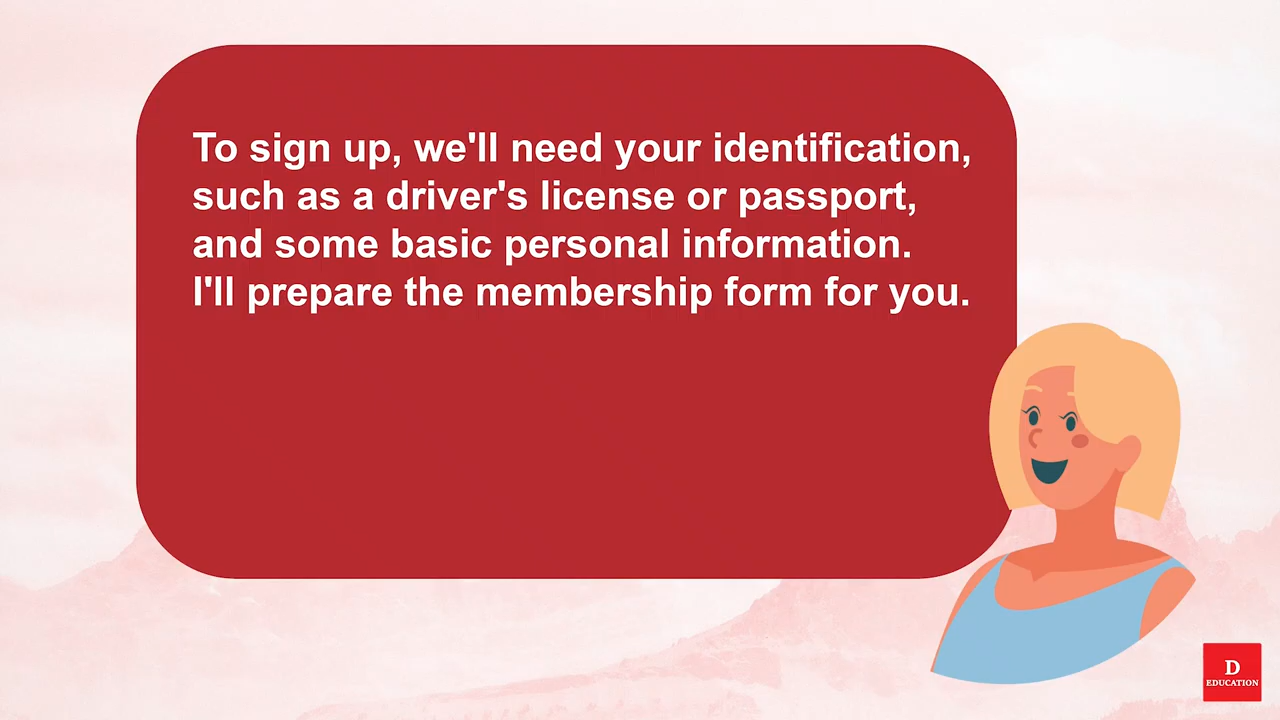 To sign up, we'll need your identification,
such as a driver's license or passport,
and some basic personal information.
I'll prepare the membership form for you.
D
EDUCATION